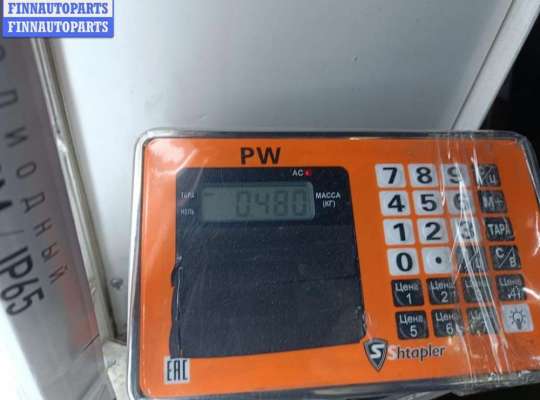 FINNAUTOPARTS
FINNAUTOPARTS
ДИОДНЫЙ
/ IP65
PW
AC
ТАРА
НОЛЬ
0.480
МАССА
(КГ)
7 8 9
4 5 6 M+
1 2 3 ТАРА
0 . C/B
Цена 1
Цена 2
Цена 5
Цена 6
S Shtapler
EAC